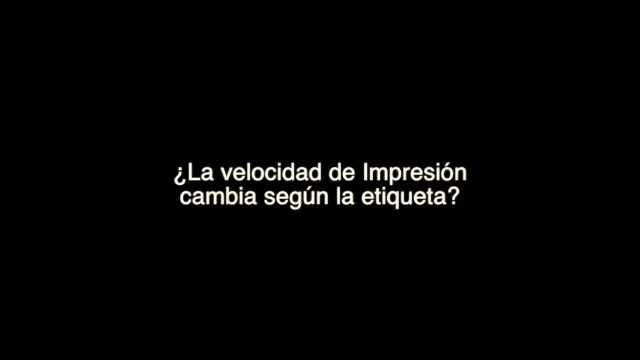 ¿La velocidad de Impresión
cambia según la etiqueta?